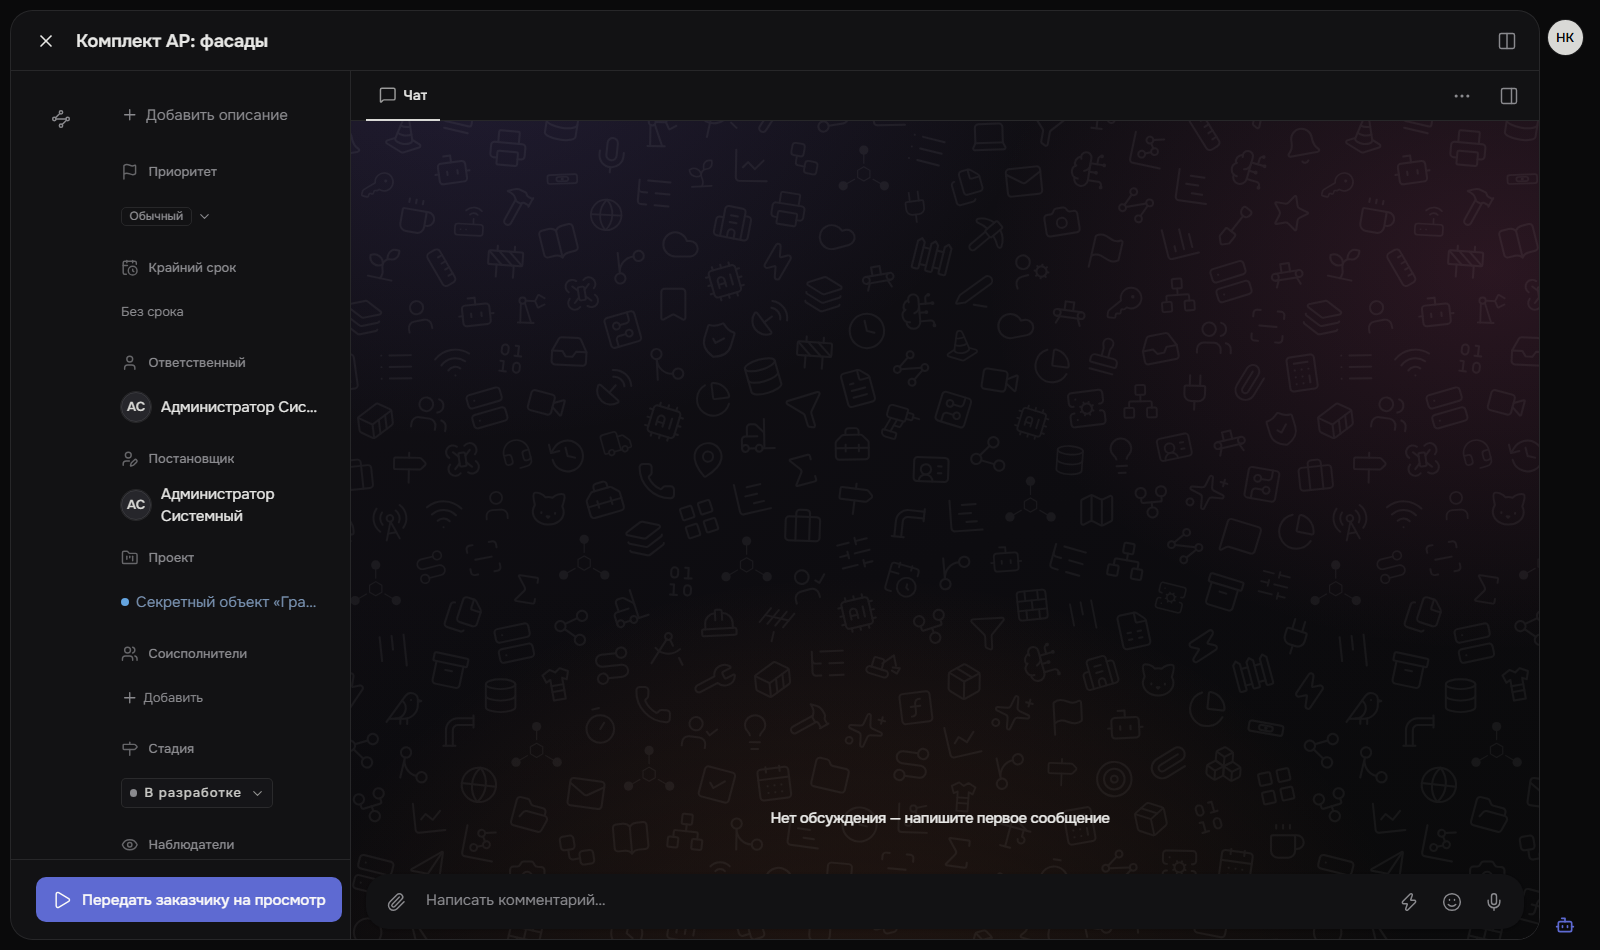 Комплект АР: фасады
НК
Добавить описание
Чат
Приоритет
Обычный
Крайний срок
Без срока
Ответственный
АС Администратор Сис...
Постановщик
АС Администратор
Системный
Проект
Секретный объект «Гра...
Соисполнители
Добавить
Стадия
В разработке
Наблюдатели
Нет обсуждения — напишите первое сообщение
Передать заказчику на просмотр
Написать комментарий...